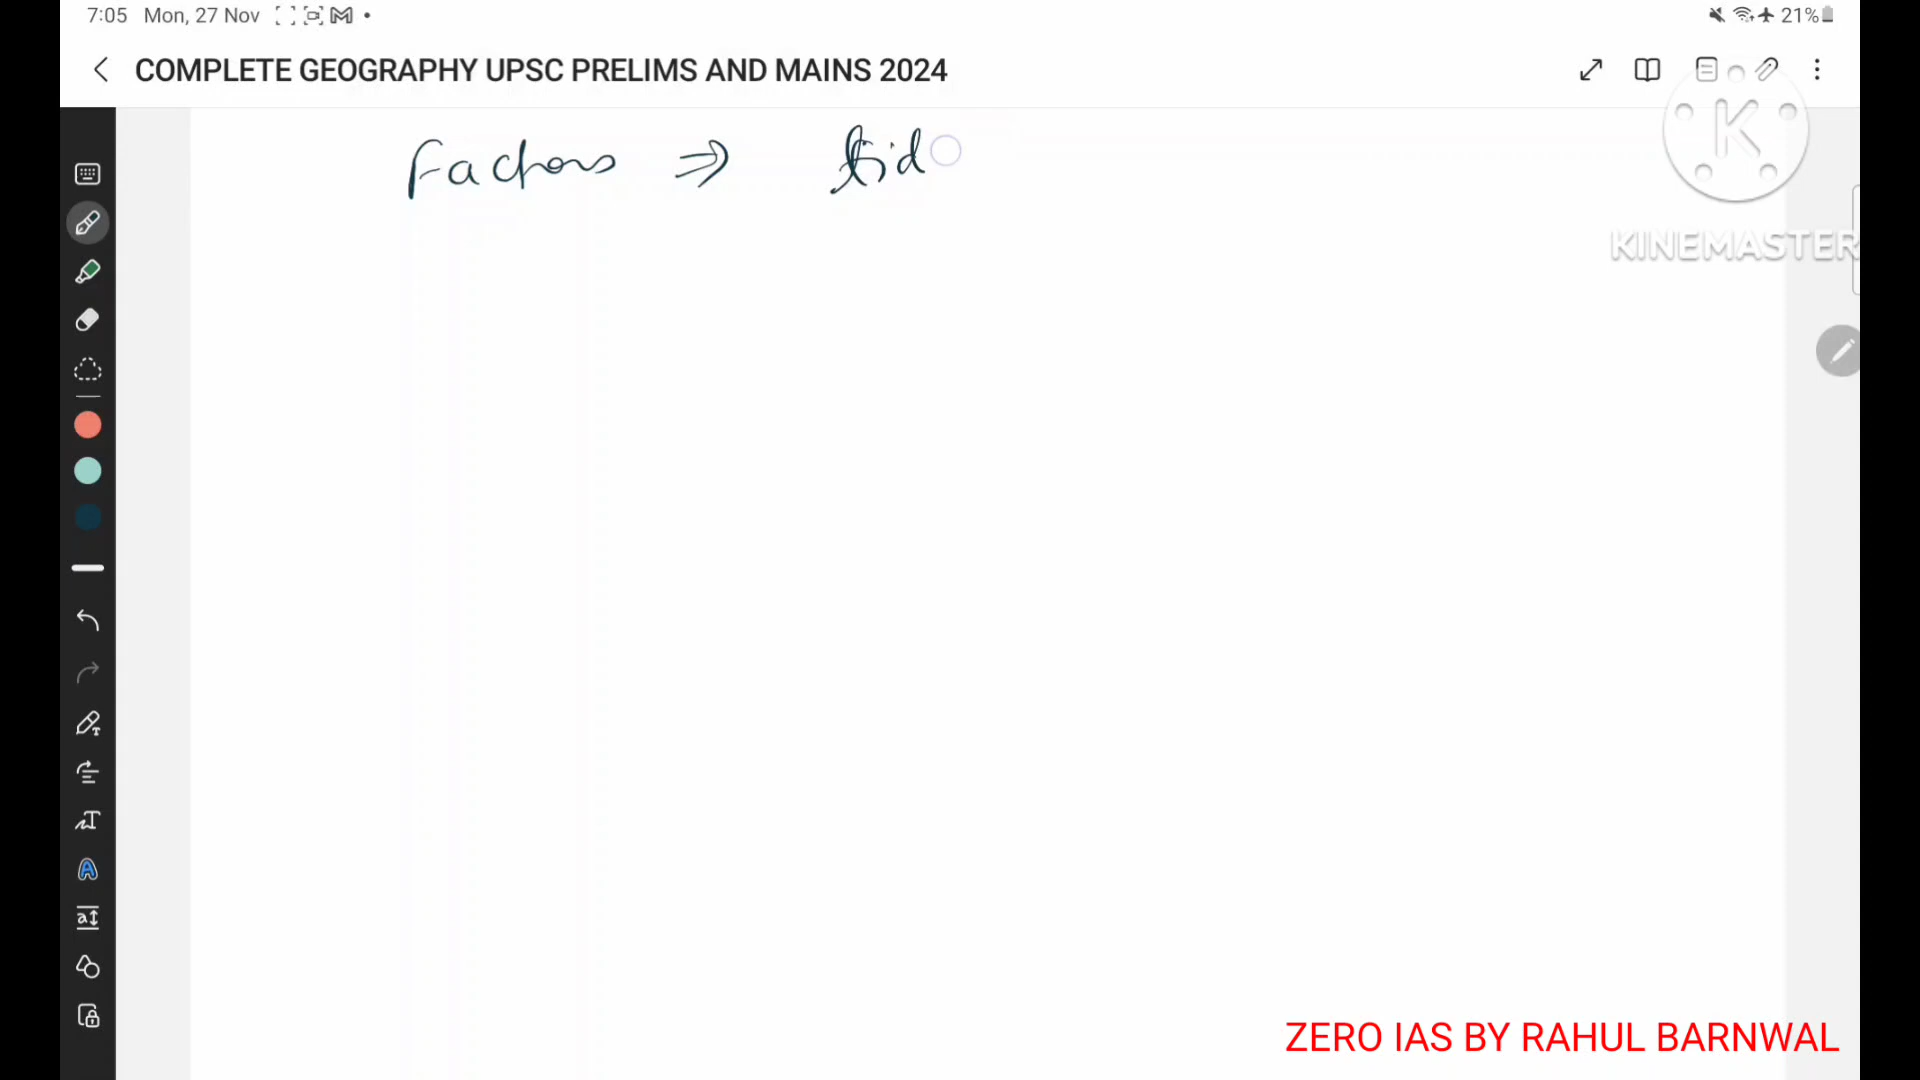 7:05 Mon, 27 Nov 21%
COMPLETE GEOGRAPHY UPSC PRELIMS AND MAINS 2024
Factors ⇒ tid
K
KINEMASTER
ZERO IAS BY RAHUL BARNWAL